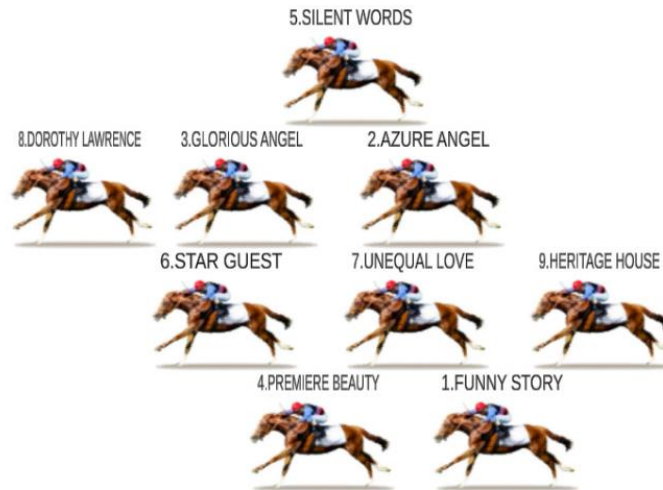 5.SILENT WORDS
8.DOROTHY LAWRENCE
3.GLORIOUS ANGEL
2.AZURE ANGEL
6.STAR GUEST
7.UNEQUAL LOVE
9.HERITAGE HOUSE
4.PREMIERE BEAUTY
1.FUNNY STORY